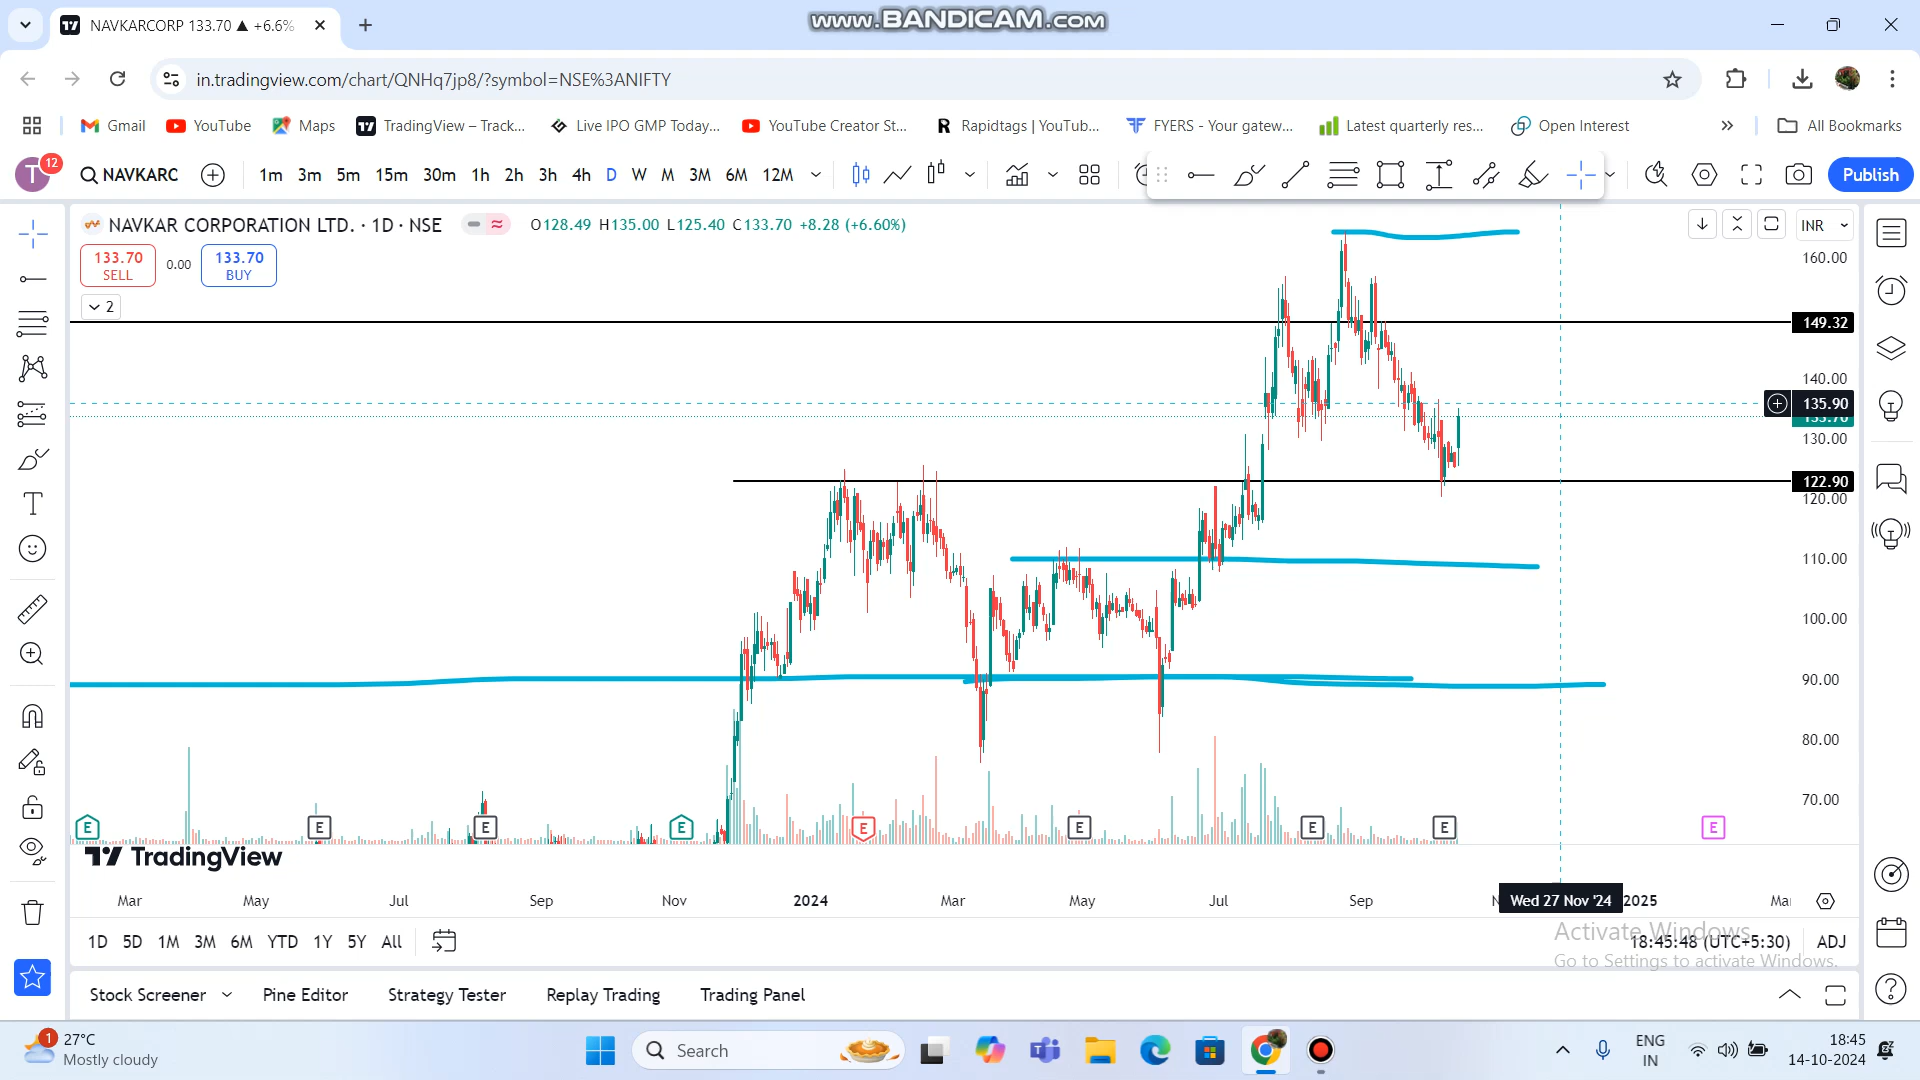 NAVKARCORP 133.70 ▲ +6.6%
www.BANDICAM.com
in.tradingview.com/chart/QNHq7jp8/?symbol=NSE%3ANIFTY
Gmail
YouTube
Maps
TradingView – Track...
Live IPO GMP Today...
YouTube Creator St...
Rapidtags | YouTub...
FYERS - Your gatew...
Latest quarterly res...
Open Interest
All Bookmarks
T 12
NAVKARC
1m 3m 5m 15m 30m 1h 2h 3h 4h D W M 3M 6M 12M
Publish
NAVKAR CORPORATION LTD. · 1D · NSE
O128.49 H135.00 L125.40 C133.70 +8.28 (+6.60%)
INR
133.70
SELL
0.00
133.70
BUY
2
160.00
149.32
140.00
135.90
133.70
130.00
122.90
120.00
110.00
100.00
90.00
80.00
70.00
E E E E E E E E E
TradingView
Mar May Jul Sep Nov 2024 Mar May Jul Sep N Wed 27 Nov '24 2025 Mar
1D 5D 1M 3M 6M YTD 1Y 5Y All
18:45:48 (UTC+5:30) ADJ
Activate Windows
Go to Settings to activate Windows.
Stock Screener
Pine Editor
Strategy Tester
Replay Trading
Trading Panel
1
27°C
Mostly cloudy
Search
ENG
IN
18:45
14-10-2024